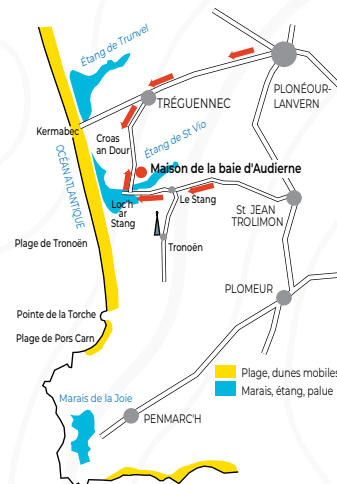 Étang de Trunvel
PLONÉOUR-
LANVERN
TRÉGUENNEC
Kermabec
Croas
an Dour
Étang de St Vio
OCÉAN ATLANTIQUE
Maison de la baie d'Audierne
Loc'h
ar
Stang
Le Stang
St JEAN
TROLIMON
Plage de Tronoën
Tronoën
PLOMEUR
Pointe de la Torche
Plage de Pors Carn
Plage, dunes mobiles
Marais, étang, palue
Marais de la Joie
PENMARC'H